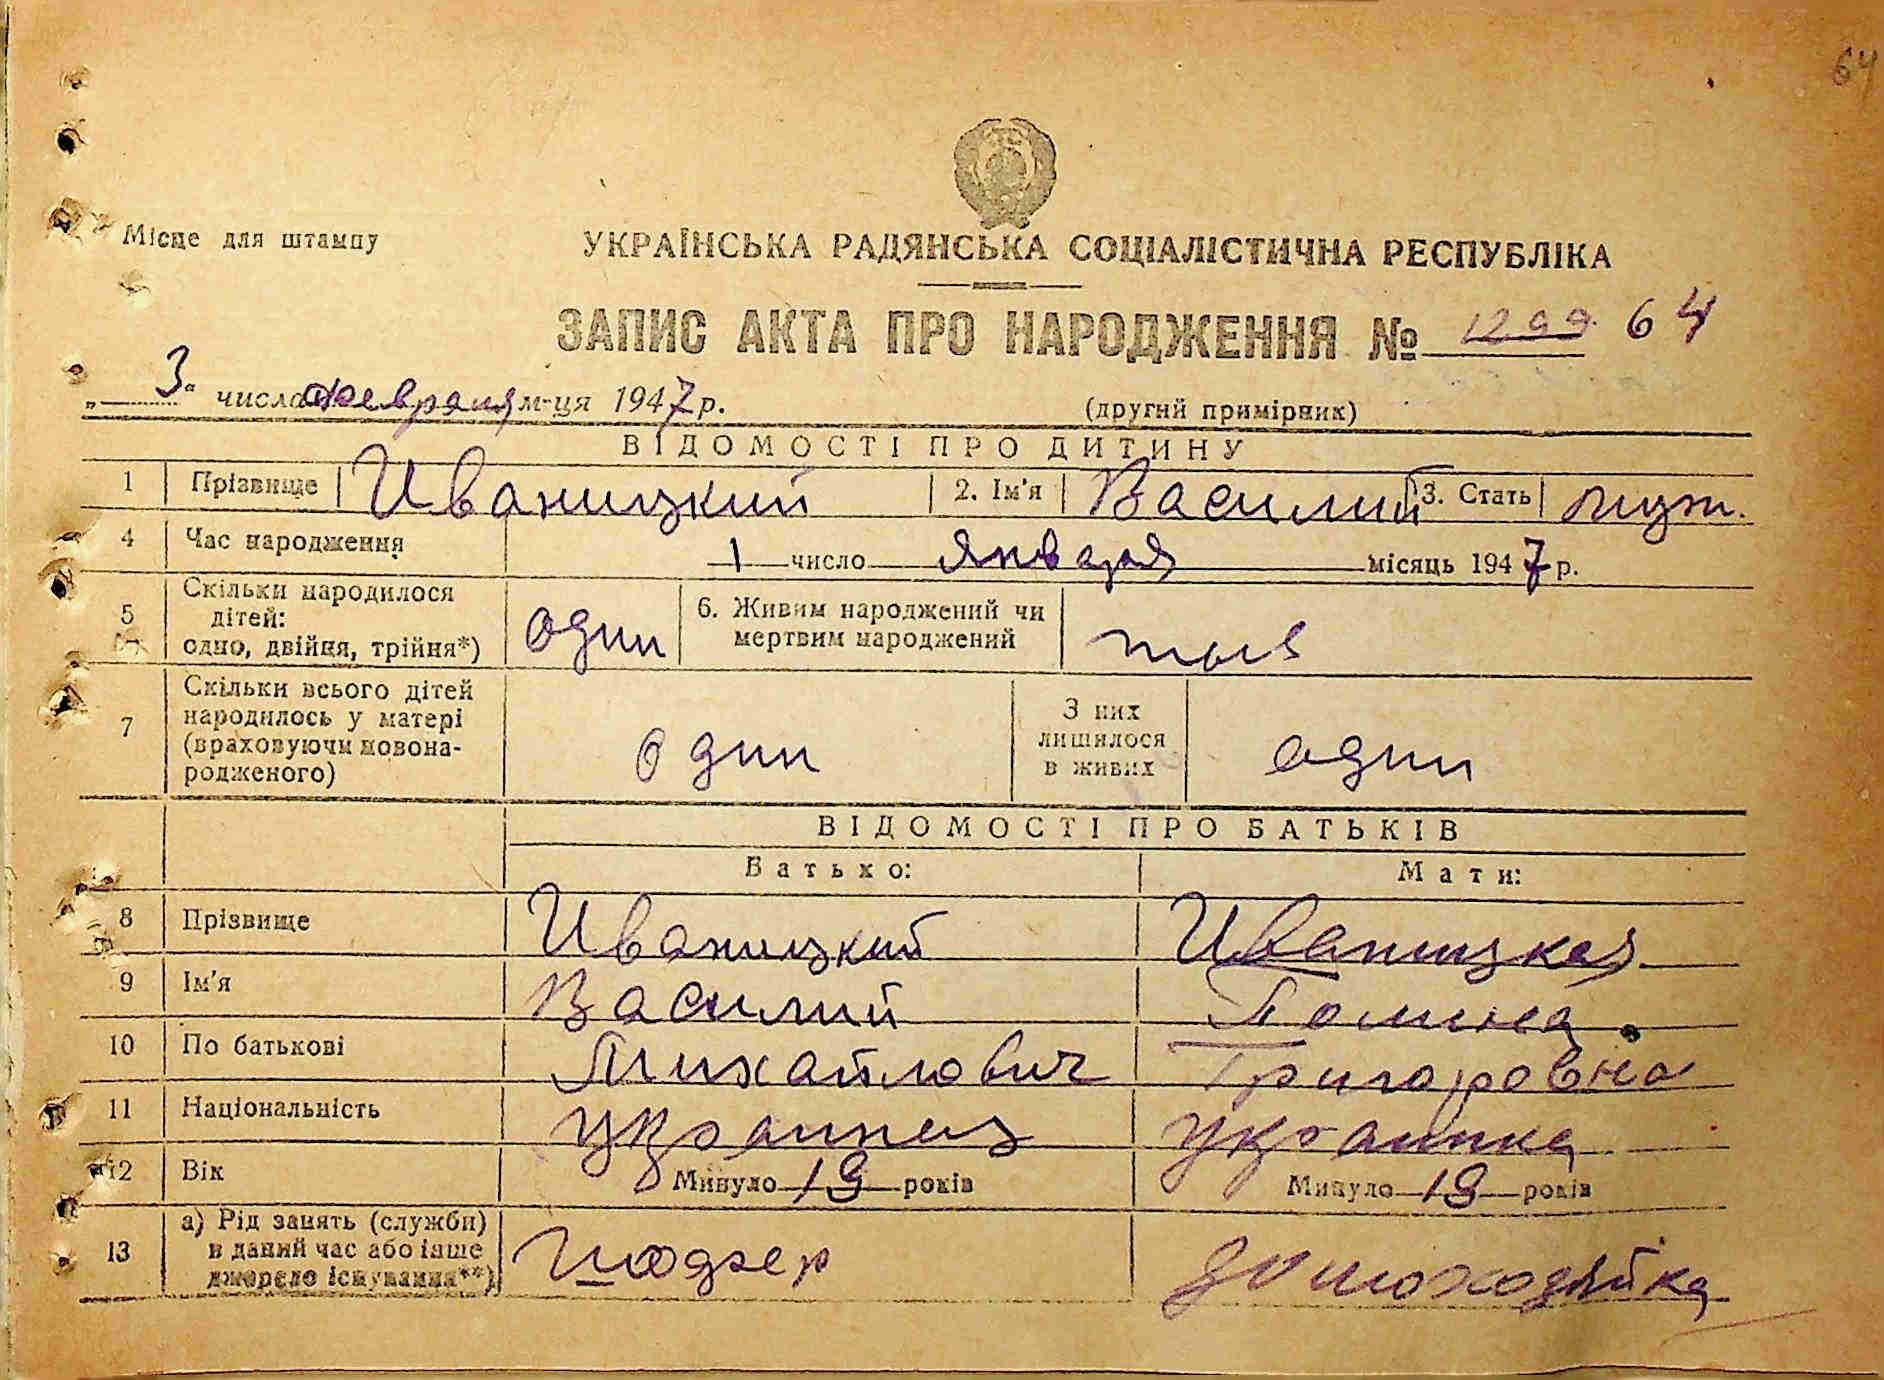 64
Місце для штампу
УКРАЇНСЬКА РАДЯНСЬКА СОЦІАЛІСТИЧНА РЕСПУБЛІКА
ЗАПИС АКТА ПРО НАРОДЖЕННЯ № 1299 64
„ 3 “ числа февраля м-ця 1947 р.
(другий примірник)
ВІДОМОСТІ ПРО ДИТИНУ
1 Прізвище Иваницкий 2. Ім'я Василий 3. Стать муж.
4 Час народження 1 число января місяць 1947 р.
5 Скільки народилося дітей: одно, двійня, трійня*) один 6. Живим народжений чи мертвим народжений
7 Скільки всього дітей народилось у матері (враховуючи новонародженого) один З них лишилося в живих один
ВІДОМОСТІ ПРО БАТЬКІВ
Батько: Мати:
8 Прізвище Иваницкий Иваницкая
9 Ім'я Василий Полина
10 По батькові Михайлович Григоровна
11 Національність украинец украинка
12 Вік Минуло 19 років Минуло 19 років
13 а) Рід занять (служби) в даний час або інше джерело існування**) домохозяйка